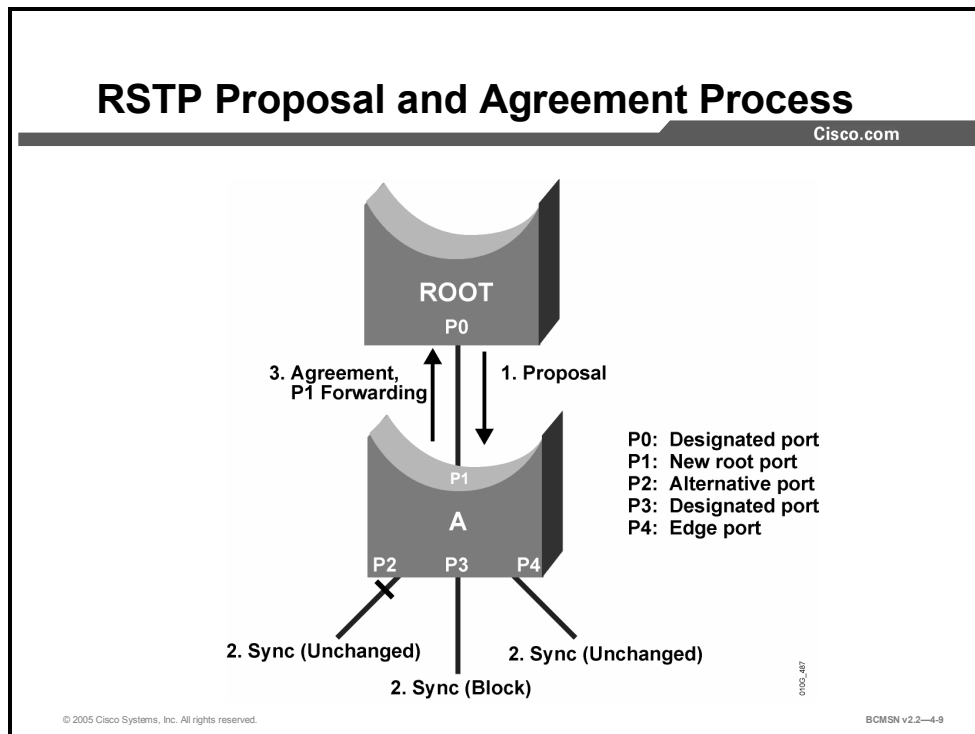 RSTP Proposal and Agreement Process
Cisco.com
ROOT
P0
3. Agreement,
P1 Forwarding
1. Proposal
P1
A
P2 P3 P4
P0: Designated port
P1: New root port
P2: Alternative port
P3: Designated port
P4: Edge port
2. Sync (Unchanged)
2. Sync (Block)
2. Sync (Unchanged)
010G_487
© 2005 Cisco Systems, Inc. All rights reserved.
BCMSN v2.2—4-9